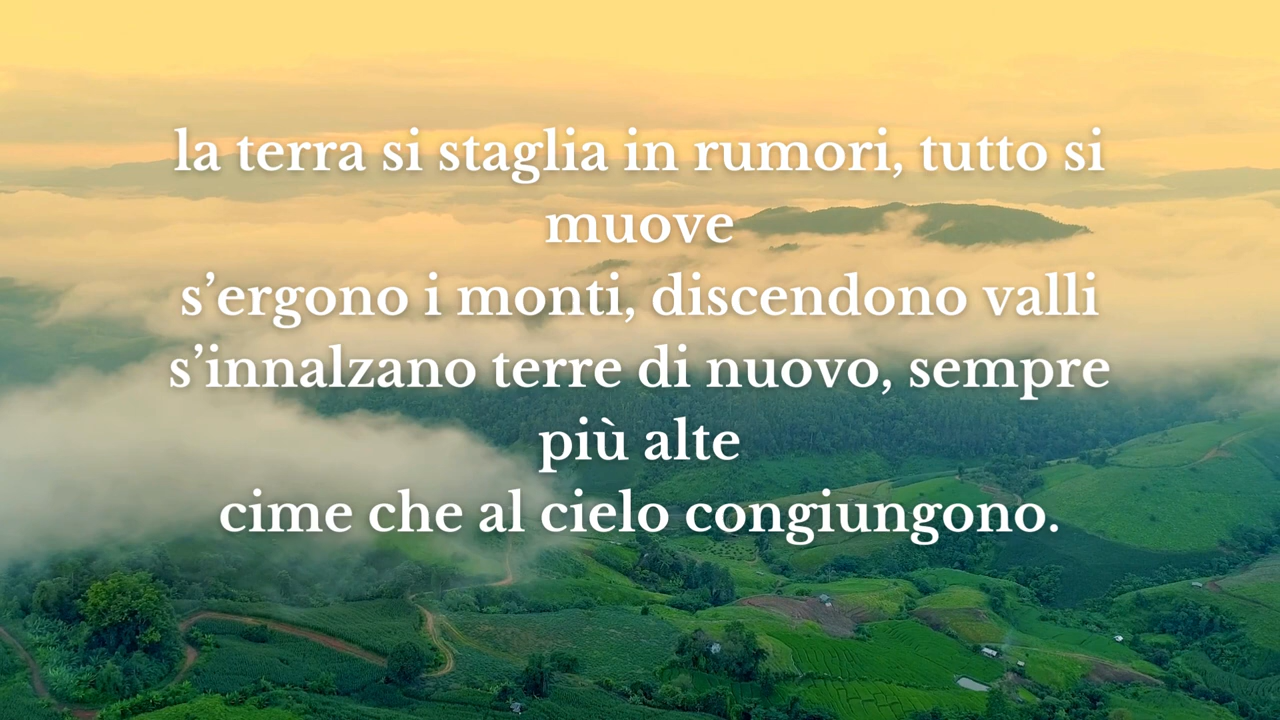 la terra si staglia in rumori, tutto si
muove
s’ergono i monti, discendono valli
s’innalzano terre di nuovo, sempre
più alte
cime che al cielo congiungono.